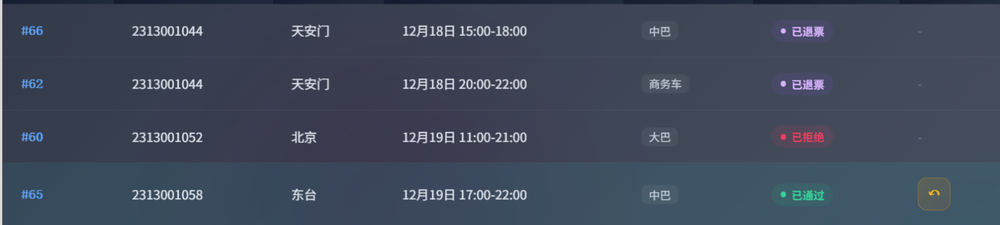 #66 2313001044 天安门 12月18日 15:00-18:00 中巴 已退票 -
#62 2313001044 天安门 12月18日 20:00-22:00 商务车 已退票 -
#60 2313001052 北京 12月19日 11:00-21:00 大巴 已拒绝 -
#65 2313001058 东台 12月19日 17:00-22:00 中巴 已通过